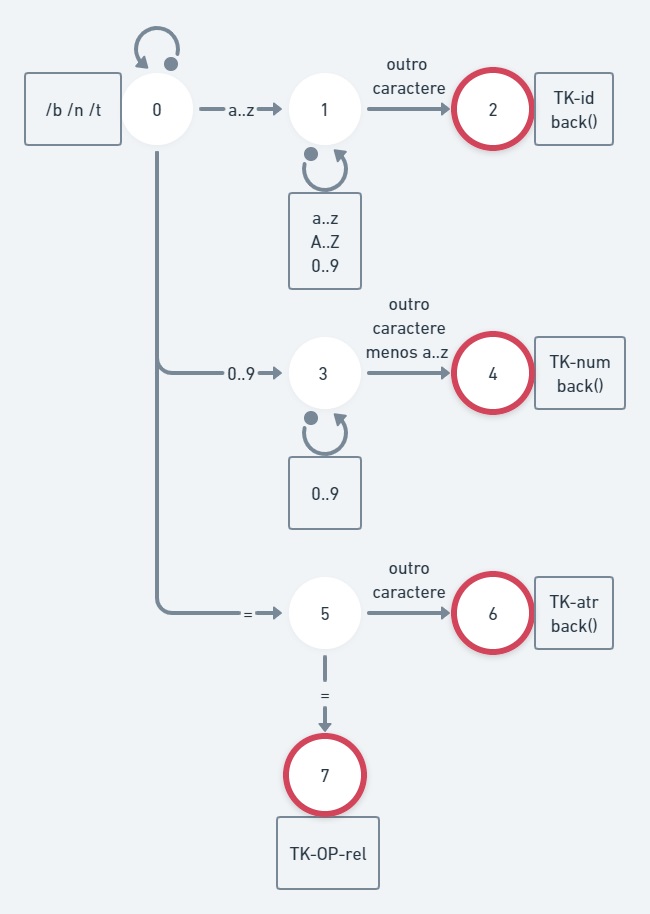 outro
caractere
/b /n /t
0
a..z
1
2
TK-id
back()
a..z
A..Z
0..9
outro
caractere
menos a..z
0..9
3
4
TK-num
back()
0..9
outro
caractere
=
5
6
TK-atr
back()
=
7
TK-OP-rel